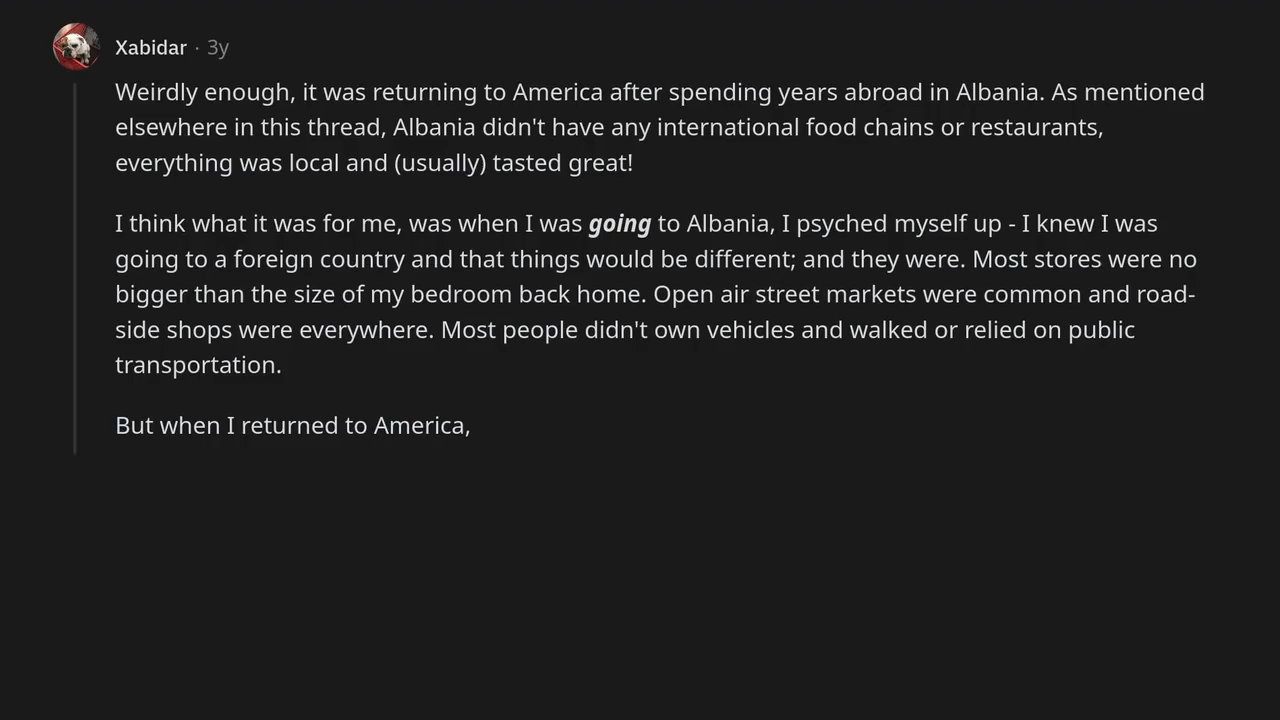 Xabidar · 3y
Weirdly enough, it was returning to America after spending years abroad in Albania. As mentioned
elsewhere in this thread, Albania didn't have any international food chains or restaurants,
everything was local and (usually) tasted great!
I think what it was for me, was when I was going to Albania, I psyched myself up - I knew I was
going to a foreign country and that things would be different; and they were. Most stores were no
bigger than the size of my bedroom back home. Open air street markets were common and road-
side shops were everywhere. Most people didn't own vehicles and walked or relied on public
transportation.
But when I returned to America,